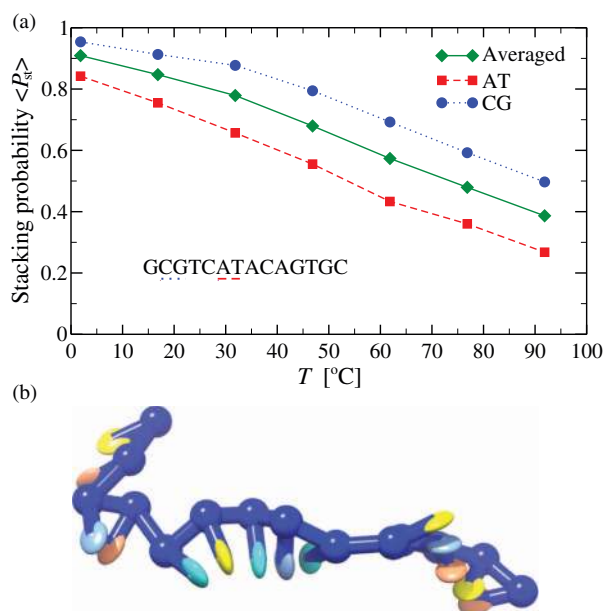 (a)
1
0.8
0.6
0.4
0.2
0
Stacking probability <P_st>
Averaged
AT
CG
GCGTCATACAGTGC
0 10 20 30 40 50 60 70 80 90 100
T [°C]
(b)